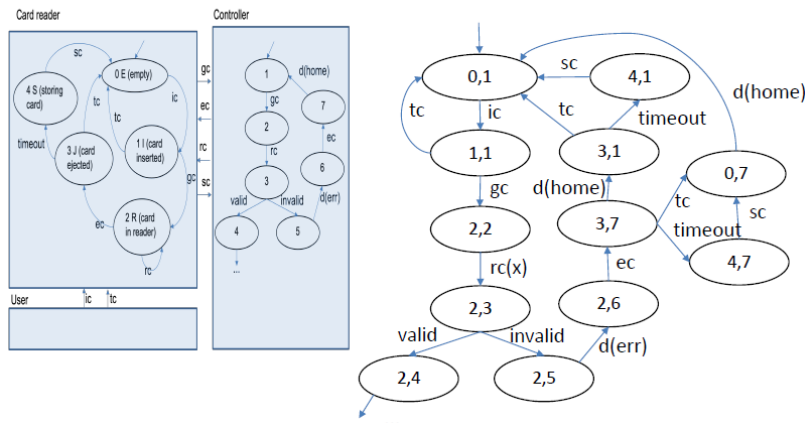 Card reader
Controller
sc
0 E (empty)
gc
1
d(home)
4 S (storing
card)
tc
ic
ec
gc
7
tc
2
timeout
3 J (card
ejected)
1 I (card
inserted)
rc
rc
ec
gc
sc
3
6
valid
invalid
d(err)
ec
2 R (card
in reader)
4
5
rc
...
User
ic
tc
0,1
sc
4,1
d(home)
tc
ic
tc
timeout
1,1
3,1
0,7
gc
d(home)
tc
2,2
3,7
sc
timeout
rc(x)
ec
4,7
2,3
2,6
valid
invalid
d(err)
2,4
2,5